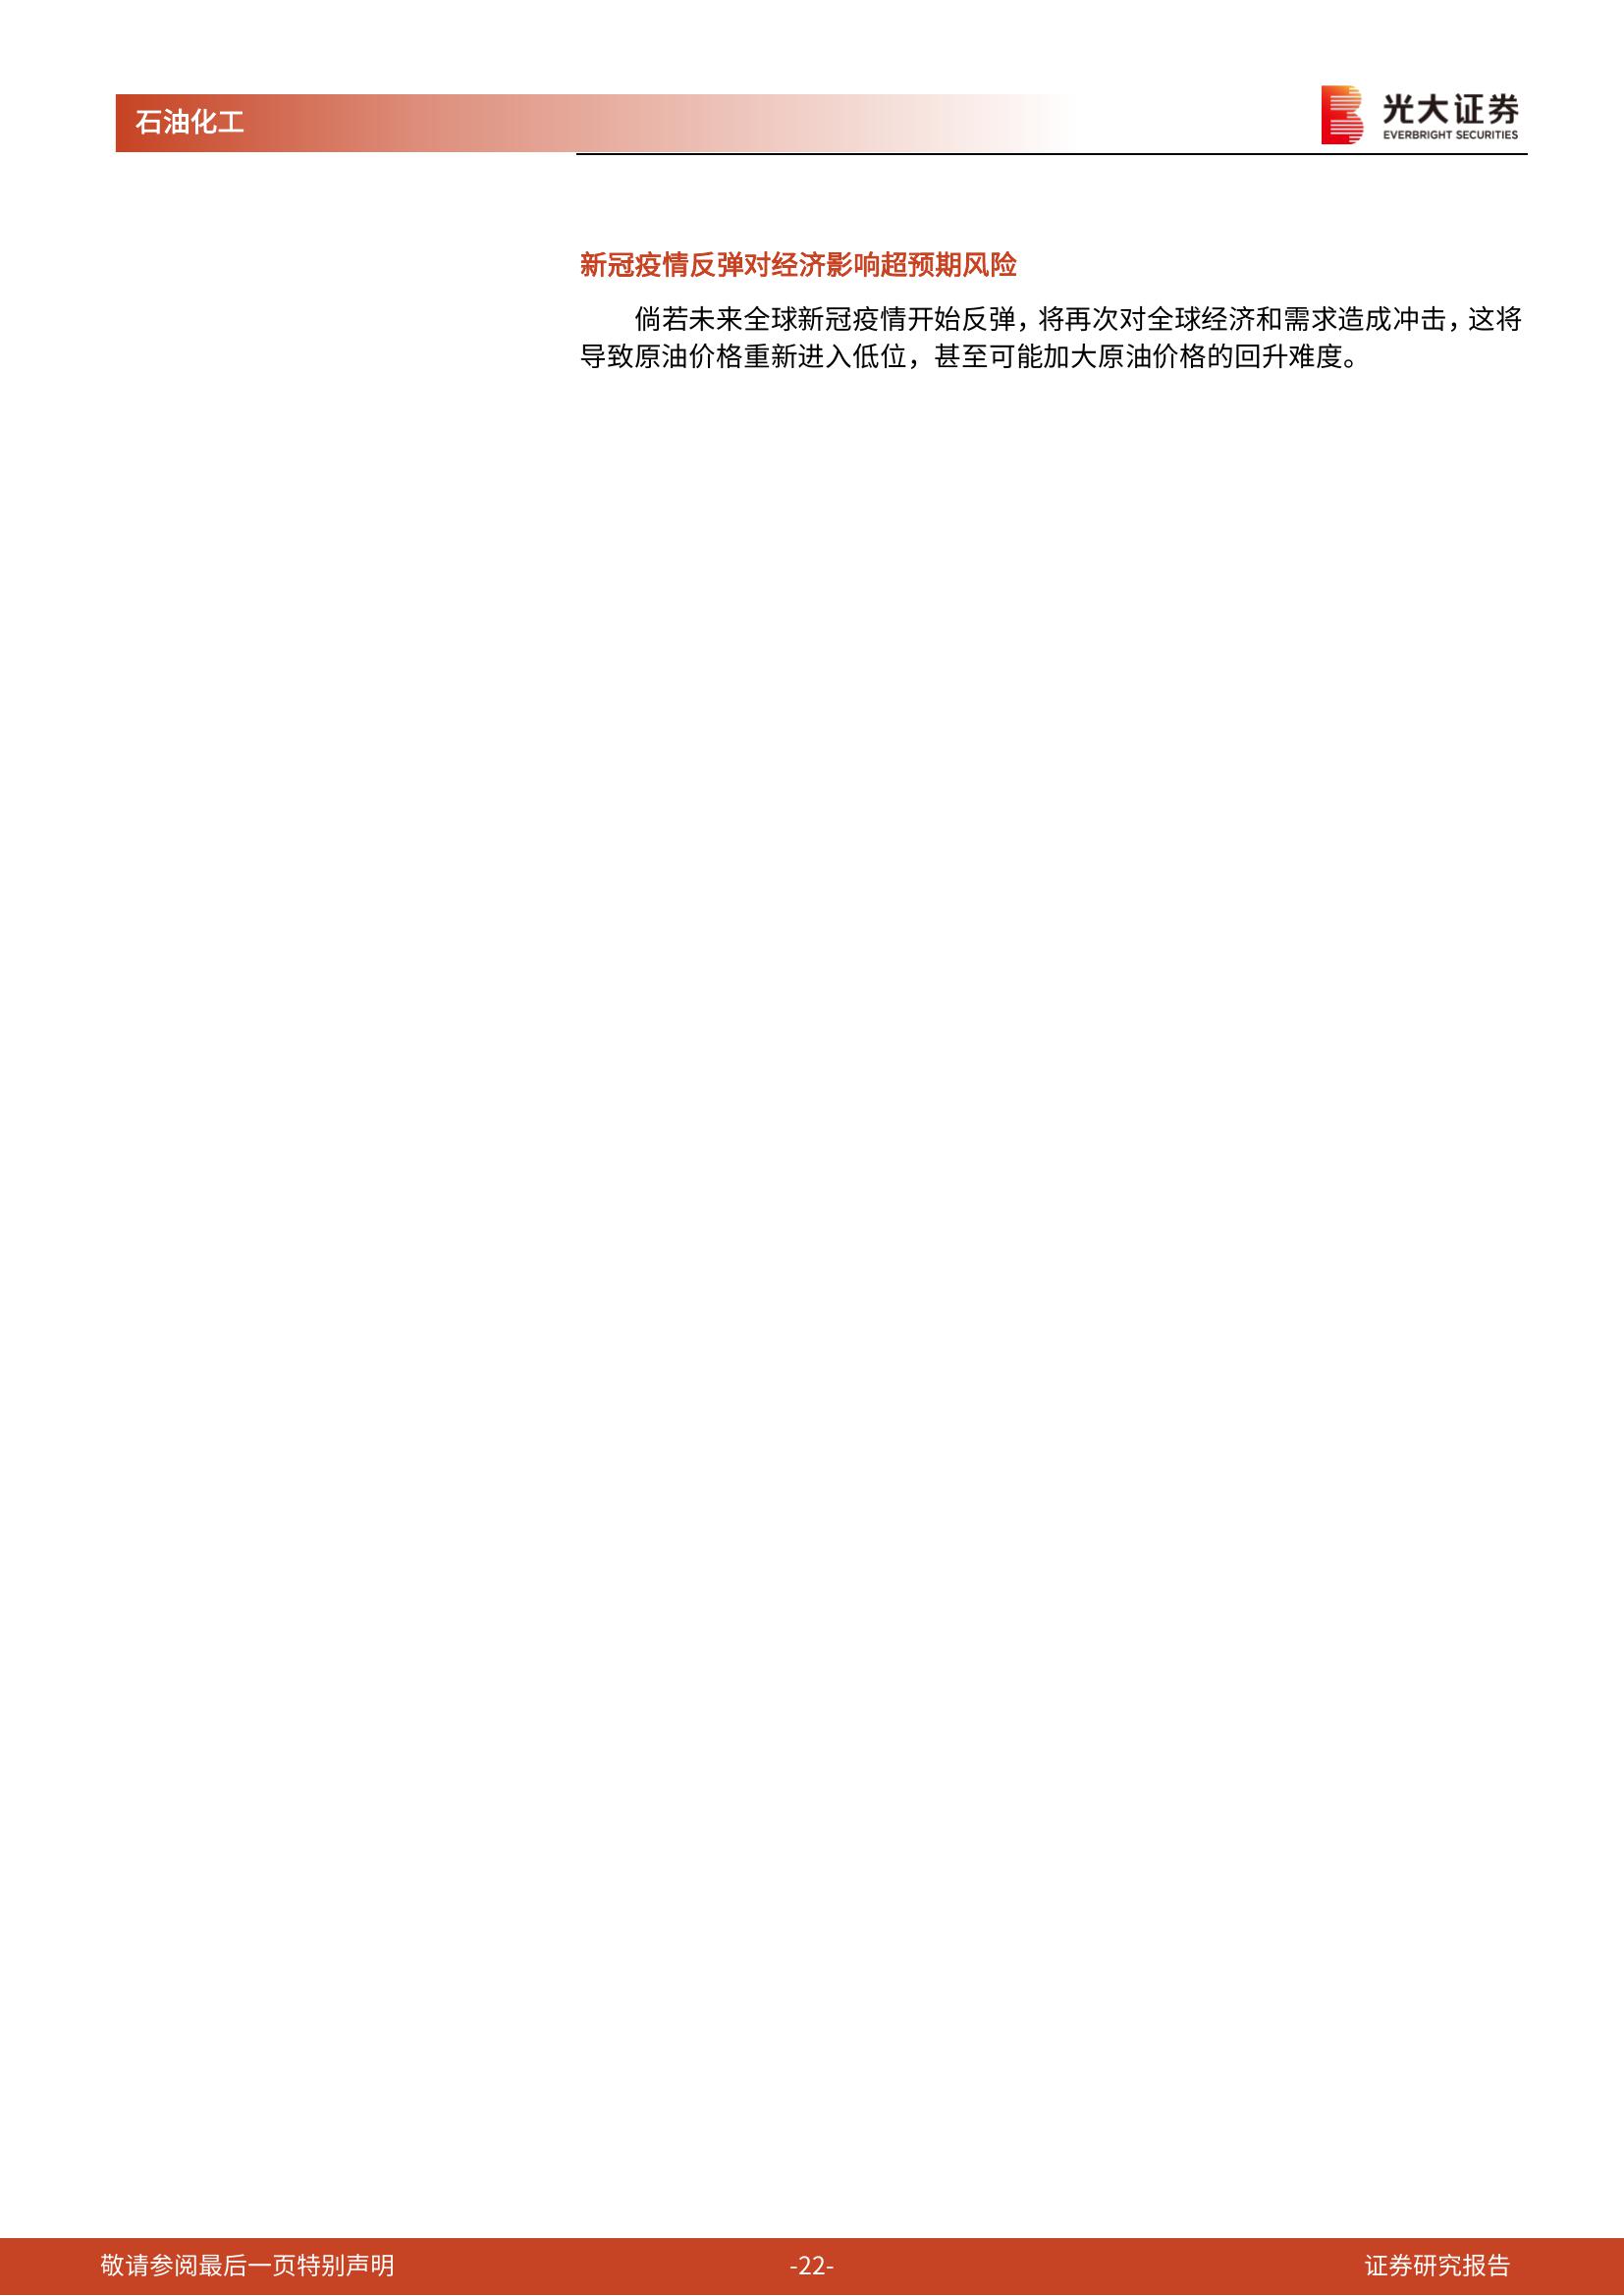 石油化工
光大证券
EVERBRIGHT SECURITIES
新冠疫情反弹对经济影响超预期风险
倘若未来全球新冠疫情开始反弹，将再次对全球经济和需求造成冲击，这将
导致原油价格重新进入低位，甚至可能加大原油价格的回升难度。
敬请参阅最后一页特别声明
-22-
证券研究报告